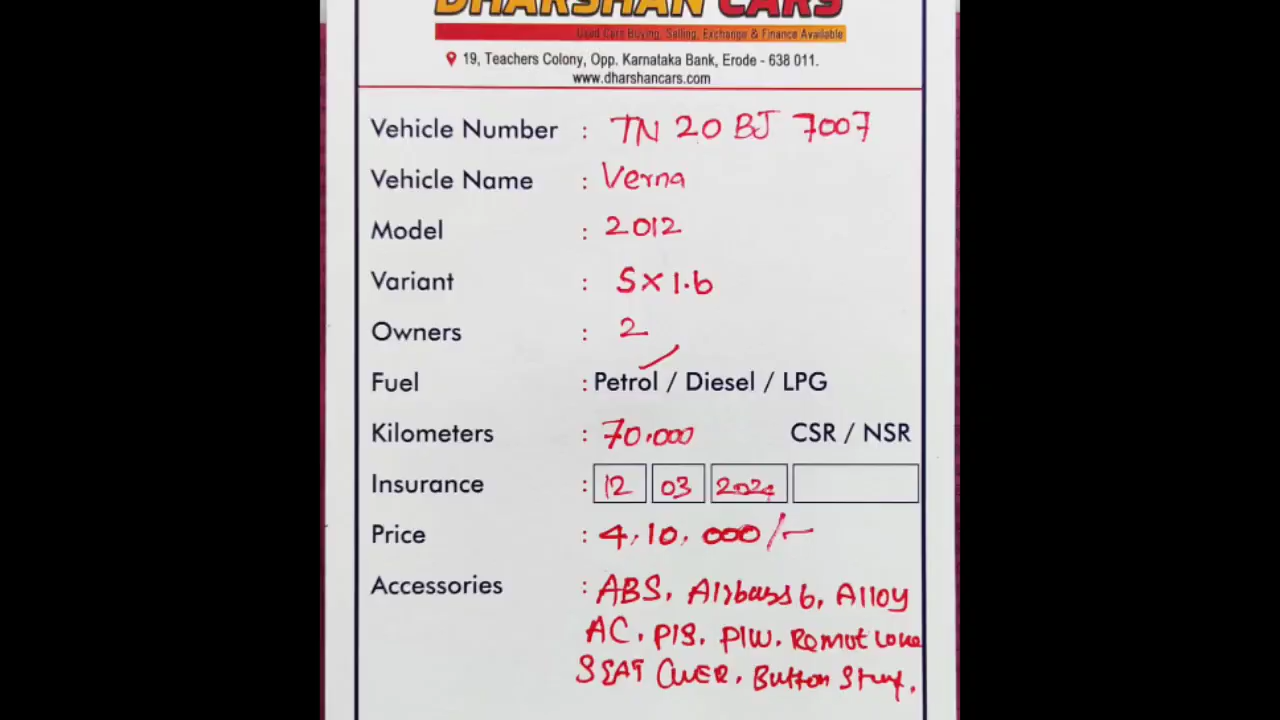 DHARSHAN CARS
Used Cars Buying, Selling, Exchange & Finance Available
19, Teachers Colony, Opp. Karnataka Bank, Erode - 638 011.
www.dharshancars.com
Vehicle Number : TN 20 BJ 7007
Vehicle Name : Verna
Model : 2012
Variant : SX 1.6
Owners : 2
Fuel : Petrol / Diesel / LPG
Kilometers : 70,000 CSR / NSR
Insurance : 12 03 2024
Price : 4,10,000/-
Accessories : ABS, Airbags 6, Alloy
AC, P/S, P/W, Remot Lock
SEAT CUER, Button Start,